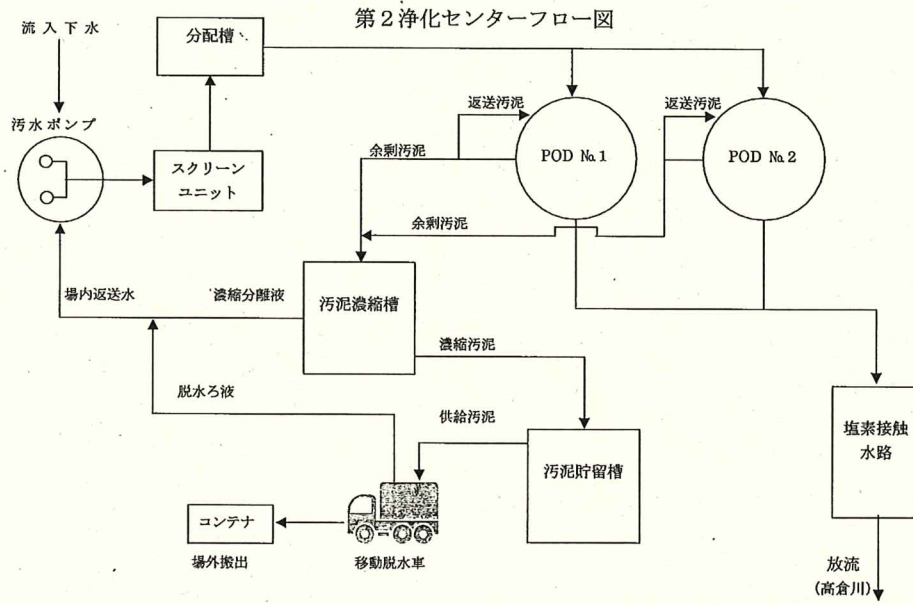 第2浄化センターフロー図
流入下水
分配槽
汚水ポンプ
スクリーン
ユニット
返送汚泥
返送汚泥
POD №1
POD №2
余剰汚泥
余剰汚泥
場内返送水
濃縮分離液
汚泥濃縮槽
濃縮汚泥
脱水ろ液
供給汚泥
汚泥貯留槽
塩素接触
水路
コンテナ
場外搬出
移動脱水車
放流
(高倉川)